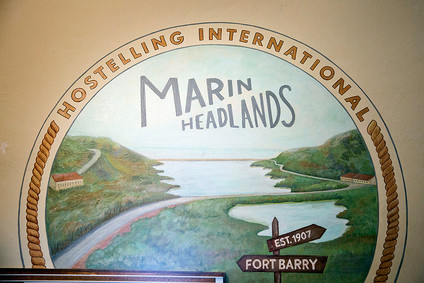 HOSTELLING INTERNATIONAL
MARIN
HEADLANDS
EST. 1907
FORT BARRY